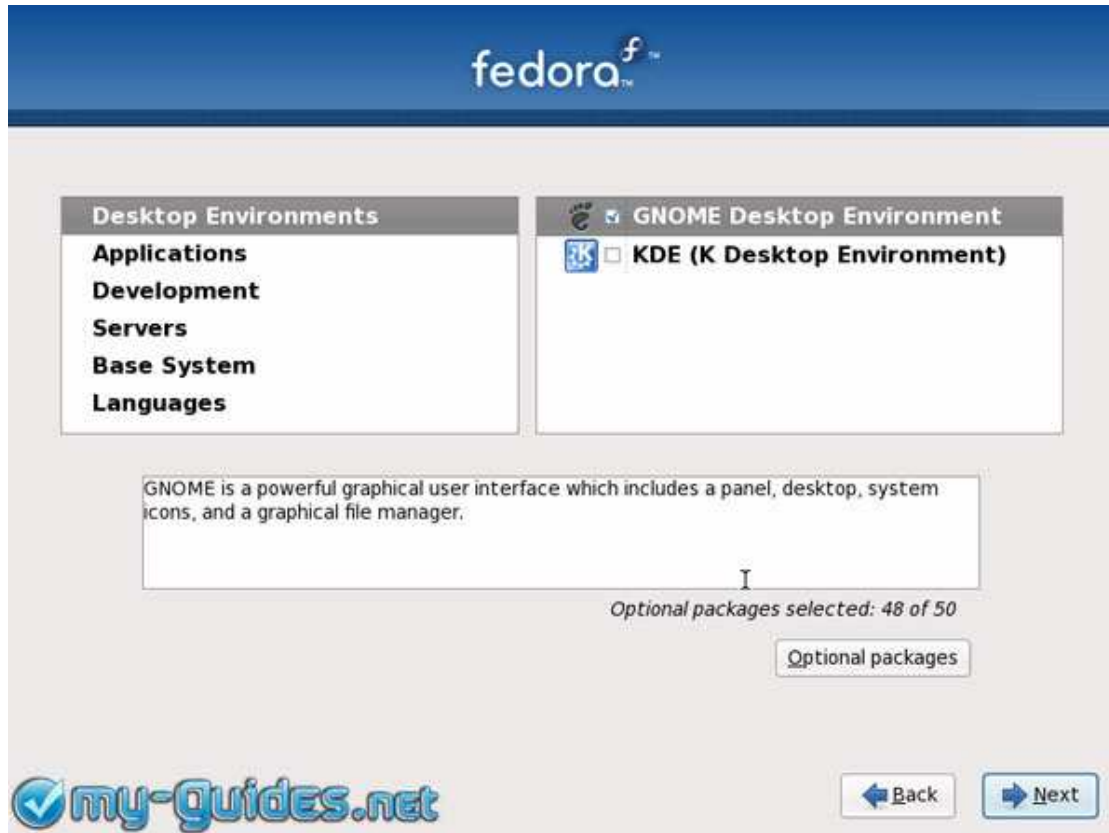 fedora
Desktop Environments
Applications
Development
Servers
Base System
Languages
GNOME Desktop Environment
KDE (K Desktop Environment)
GNOME is a powerful graphical user interface which includes a panel, desktop, system
icons, and a graphical file manager.
Optional packages selected: 48 of 50
Optional packages
my-guides.net
Back
Next